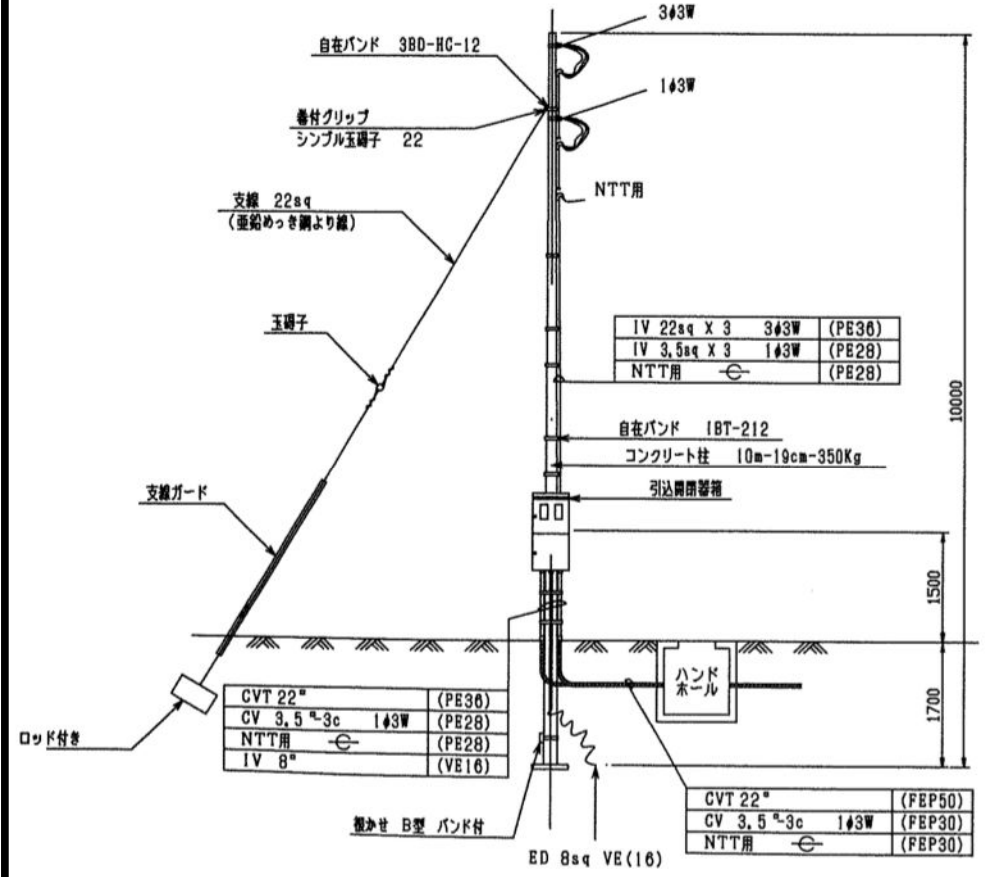 3φ3W
自在バンド 3BD-HC-12
1φ3W
巻付グリップ
シンブル玉碍子 22
NTT用
支線 22sq
(亜鉛めっき鋼より線)
玉碍子
IV 22sq X 3 3φ3W (PE36)
IV 3.5sq X 3 1φ3W (PE28)
NTT用 (PE28)
10000
自在バンド IBT-212
コンクリート柱 10m-19cm-350Kg
引込開閉器箱
支線ガード
1500
ハンド
ホール
1700
CVT 22° (PE36)
CV 3.5°-3c 1φ3W (PE28)
NTT用 (PE28)
IV 8° (VE16)
ロッド付き
根かせ B型 バンド付
CVT 22° (FEP50)
CV 3.5°-3c 1φ3W (FEP30)
NTT用 (FEP30)
ED 8sq VE(16)